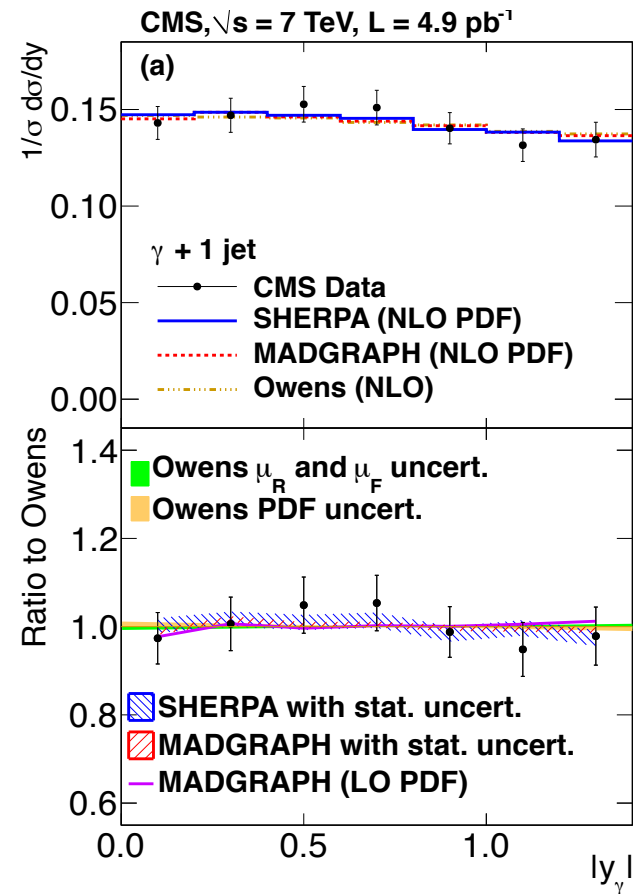 CMS, √s = 7 TeV, L = 4.9 pb⁻¹
(a)
1/σ dσ/dy
0.15
0.10
0.05
0.00
γ + 1 jet
CMS Data
SHERPA (NLO PDF)
MADGRAPH (NLO PDF)
Owens (NLO)
Ratio to Owens
1.4
1.2
1.0
0.8
0.6
Owens μ_R and μ_F uncert.
Owens PDF uncert.
SHERPA with stat. uncert.
MADGRAPH with stat. uncert.
MADGRAPH (LO PDF)
0.0 0.5 1.0
|y_γ|